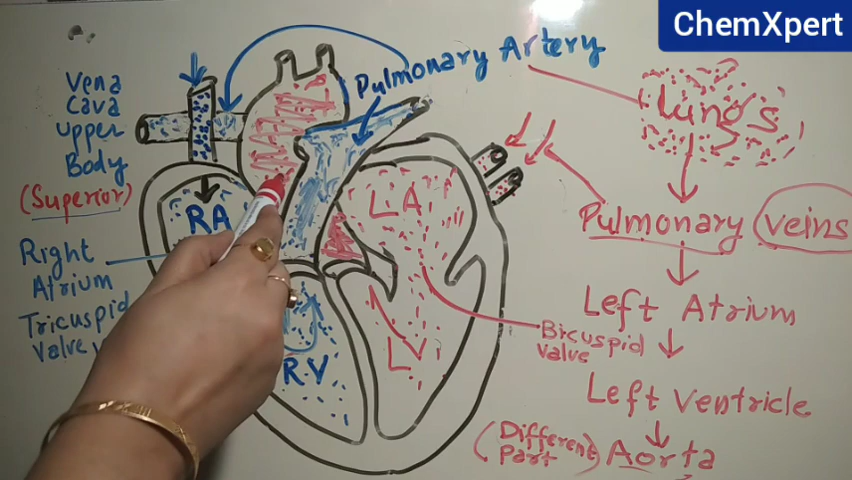 ChemXpert
Pulmonary Artery
Vena
Cava
Upper
Body
(Superior)
Lungs
RA
LA
Pulmonary veins
Right
Atrium
Left Atrium
Tricuspid
Valve
Bicuspid
valve
RV
L
Left Ventricle
(Different
Part)
Aorta